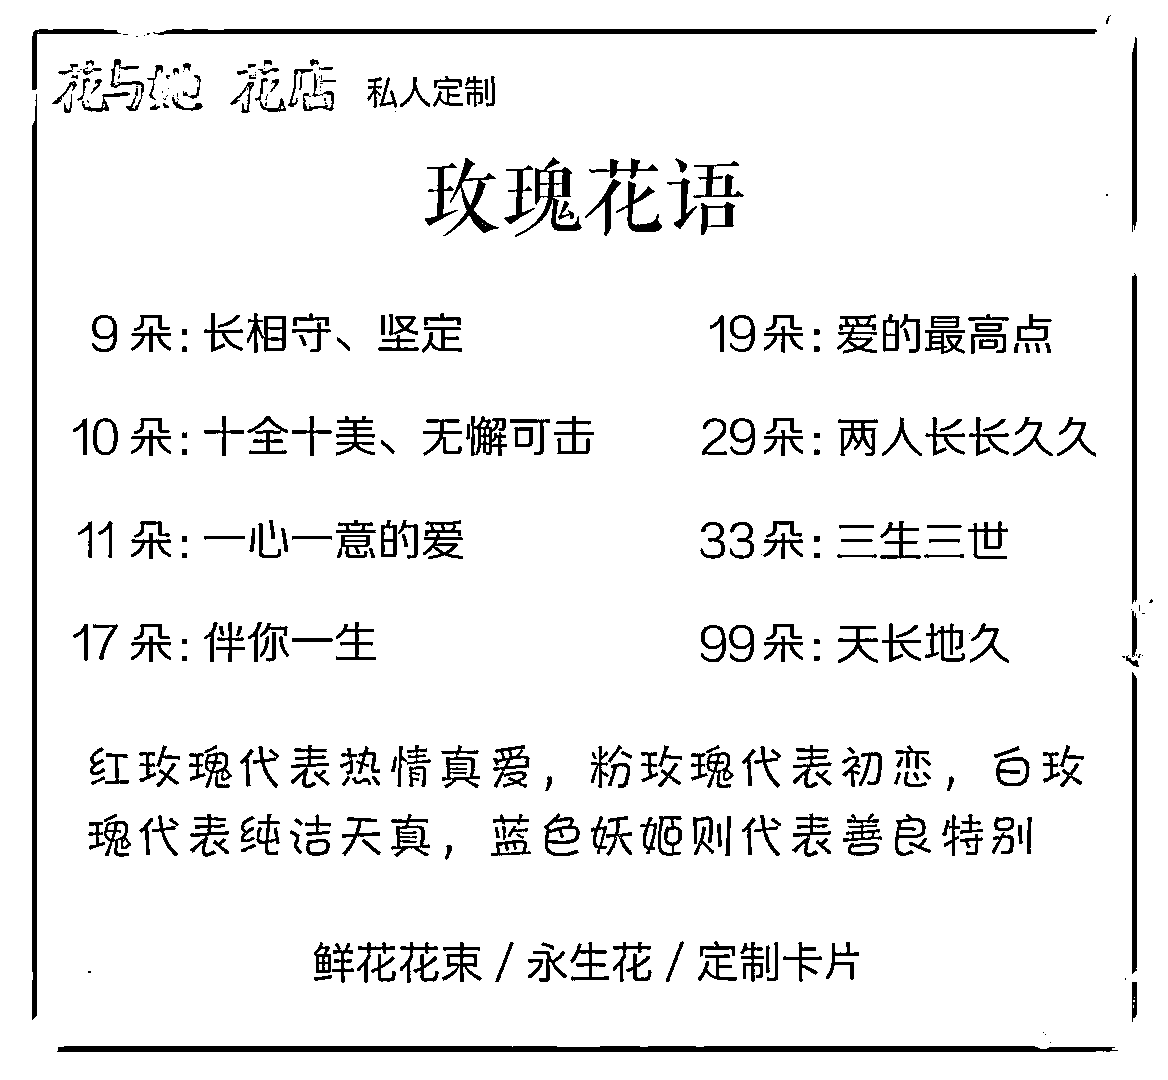 花与她 花店 私人定制
玫瑰花语
9 朵：长相守、坚定
19朵：爱的最高点
10 朵：十全十美、无懈可击
29朵：两人长长久久
11 朵：一心一意的爱
33朵：三生三世
17 朵：伴你一生
99朵：天长地久
红玫瑰代表热情真爱，粉玫瑰代表初恋，白玫
瑰代表纯洁天真，蓝色妖姬则代表善良特别
鲜花花束 / 永生花 / 定制卡片